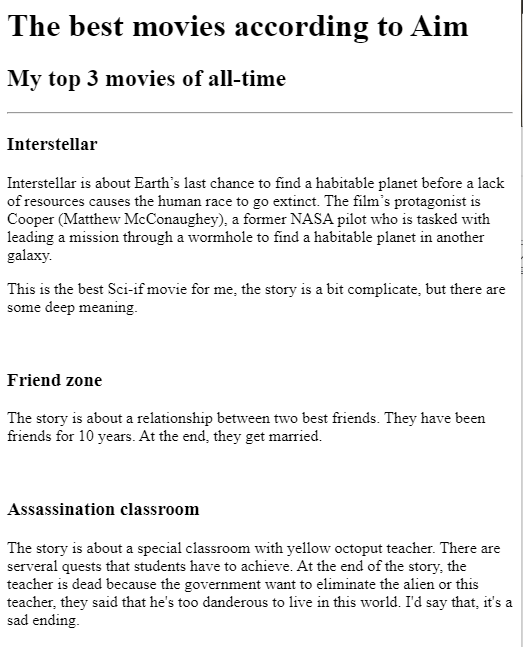 The best movies according to Aim
My top 3 movies of all-time
Interstellar
Interstellar is about Earth’s last chance to find a habitable planet before a lack
of resources causes the human race to go extinct. The film’s protagonist is
Cooper (Matthew McConaughey), a former NASA pilot who is tasked with
leading a mission through a wormhole to find a habitable planet in another
galaxy.
This is the best Sci-if movie for me, the story is a bit complicate, but there are
some deep meaning.
Friend zone
The story is about a relationship between two best friends. They have been
friends for 10 years. At the end, they get married.
Assassination classroom
The story is about a special classroom with yellow octoput teacher. There are
serveral quests that students have to achieve. At the end of the story, the
teacher is dead because the government want to eliminate the alien or this
teacher, they said that he's too danderous to live in this world. I'd say that, it's a
sad ending.